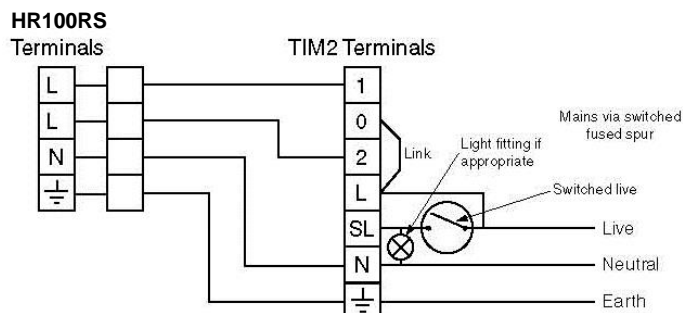 HR100RS
Terminals
TIM2 Terminals
L
L
N
1
0
2
L
SL
N
Link
Light fitting if
appropriate
Mains via switched
fused spur
Switched live
Live
Neutral
Earth